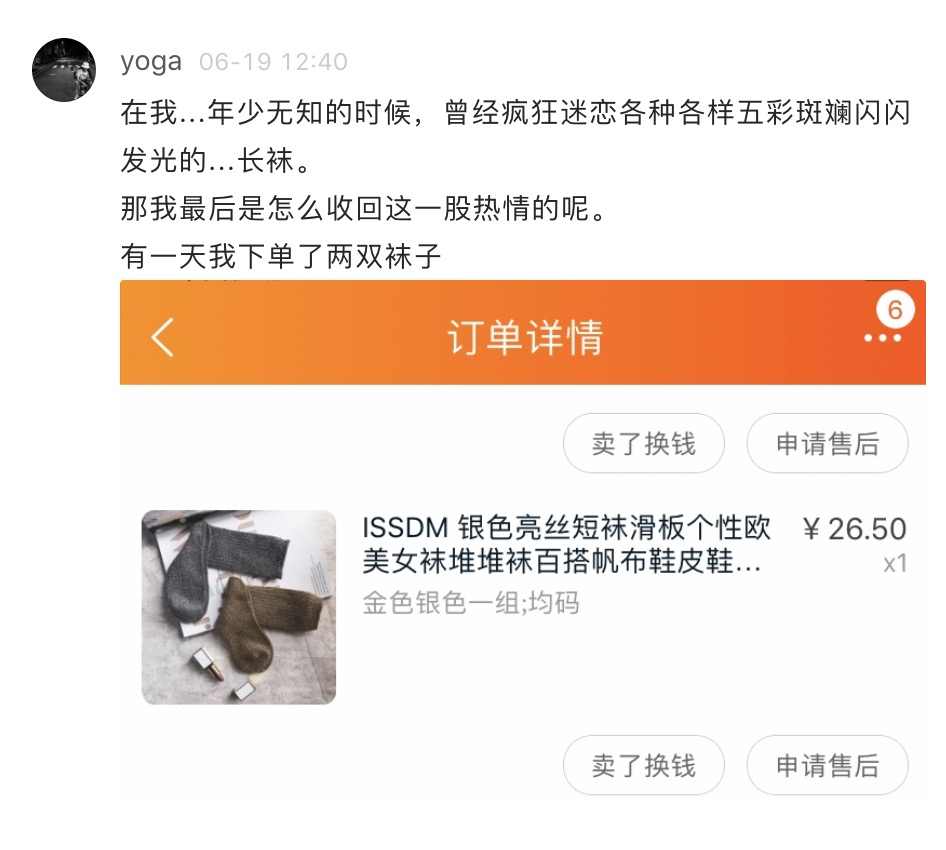 yoga 06-19 12:40
在我...年少无知的时候，曾经疯狂迷恋各种各样五彩斑斓闪闪
发光的...长袜。
那我最后是怎么收回这一股热情的呢。
有一天我下单了两双袜子
订单详情
6
卖了换钱 申请售后
ISSDM 银色亮丝短袜滑板个性欧 ¥ 26.50
美女袜堆堆袜百搭帆布鞋皮鞋... x1
金色银色一组;均码
卖了换钱 申请售后